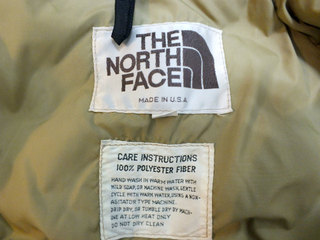 THE
NORTH
FACE
MADE IN U.S.A.
CARE INSTRUCTIONS
100% POLYESTER FIBER
HAND WASH IN WARM WATER WITH
MILD SOAP, OR MACHINE WASH, GENTLE
CYCLE WITH WARM WATER, USING A NON-
AGITATOR TYPE MACHINE.
DRIP DRY, OR TUMBLE DRY BY MACH-
INE AT LOW HEAT ONLY
DO NOT DRY CLEAN